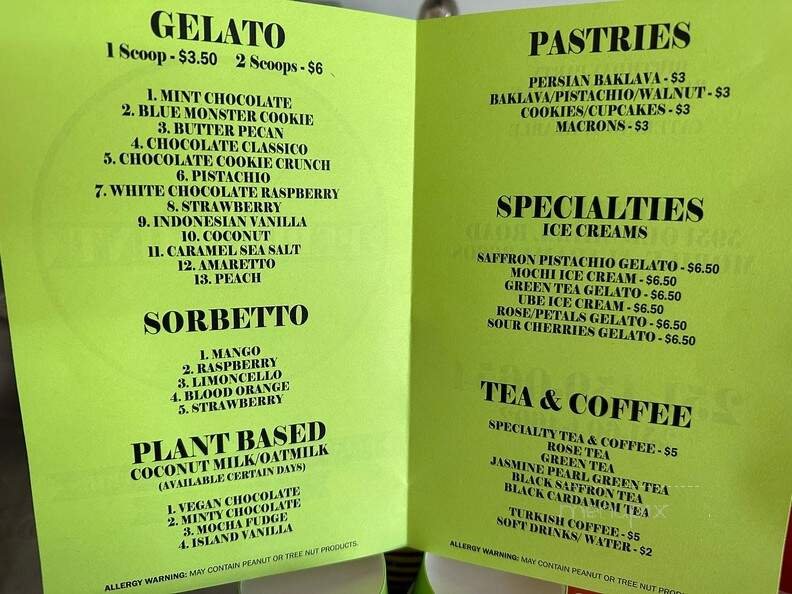 GELATO
1 Scoop - $3.50 2 Scoops - $6
1. MINT CHOCOLATE
2. BLUE MONSTER COOKIE
3. BUTTER PECAN
4. CHOCOLATE CLASSICO
5. CHOCOLATE COOKIE CRUNCH
6. PISTACHIO
7. WHITE CHOCOLATE RASPBERRY
8. STRAWBERRY
9. INDONESIAN VANILLA
10. COCONUT
11. CARAMEL SEA SALT
12. AMARETTO
13. PEACH
SORBETTO
1. MANGO
2. RASPBERRY
3. LIMONCELLO
4. BLOOD ORANGE
5. STRAWBERRY
PLANT BASED
COCONUT MILK/OATMILK
(AVAILABLE CERTAIN DAYS)
1. VEGAN CHOCOLATE
2. MINTY CHOCOLATE
3. MOCHA FUDGE
4. ISLAND VANILLA
ALLERGY WARNING: MAY CONTAIN PEANUT OR TREE NUT PRODUCTS.
PASTRIES
PERSIAN BAKLAVA - $3
BAKLAVA/PISTACHIO/WALNUT - $3
COOKIES/CUPCAKES - $3
MACRONS - $3
SPECIALTIES
ICE CREAMS
SAFFRON PISTACHIO GELATO - $6.50
MOCHI ICE CREAM - $6.50
GREEN TEA GELATO - $6.50
UBE ICE CREAM - $6.50
ROSE/PETALS GELATO - $6.50
SOUR CHERRIES GELATO - $6.50
TEA & COFFEE
SPECIALTY TEA & COFFEE - $5
ROSE TEA
GREEN TEA
JASMINE PEARL GREEN TEA
BLACK SAFFRON TEA
BLACK CARDAMOM TEA
TURKISH COFFEE - $5
SOFT DRINKS/ WATER - $2
ALLERGY WARNING: MAY CONTAIN PEANUT OR TREE NUT